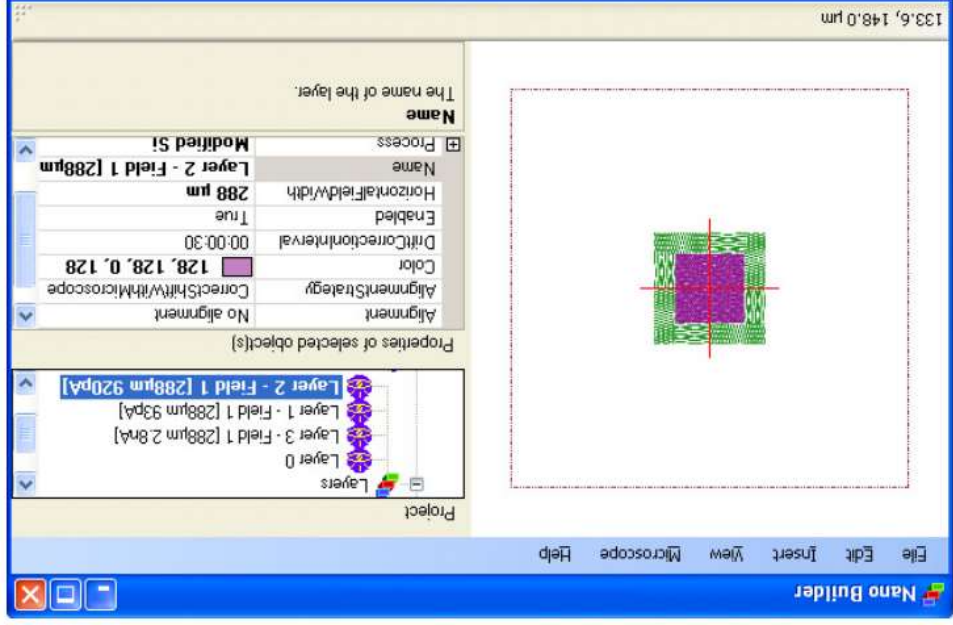 Nano Builder
File Edit Insert View Microscope Help
Project
Layers
Layer 0
Layer 3 - Field 1 [288µm 2.8nA]
Layer 1 - Field 1 [288µm 93pA]
Layer 2 - Field 1 [288µm 920pA]
Properties of selected object(s)
Alignment No alignment
AlignmentStrategy CorrectShiftWithMicroscope
Color 128, 128, 0, 128
DriftCorrectionInterval 00:00:30
Enabled True
HorizontalFieldWidth 288 µm
Name Layer 2 - Field 1 [288µm
Process Modified Si
Name
The name of the layer.
133.6, 148.0 µm